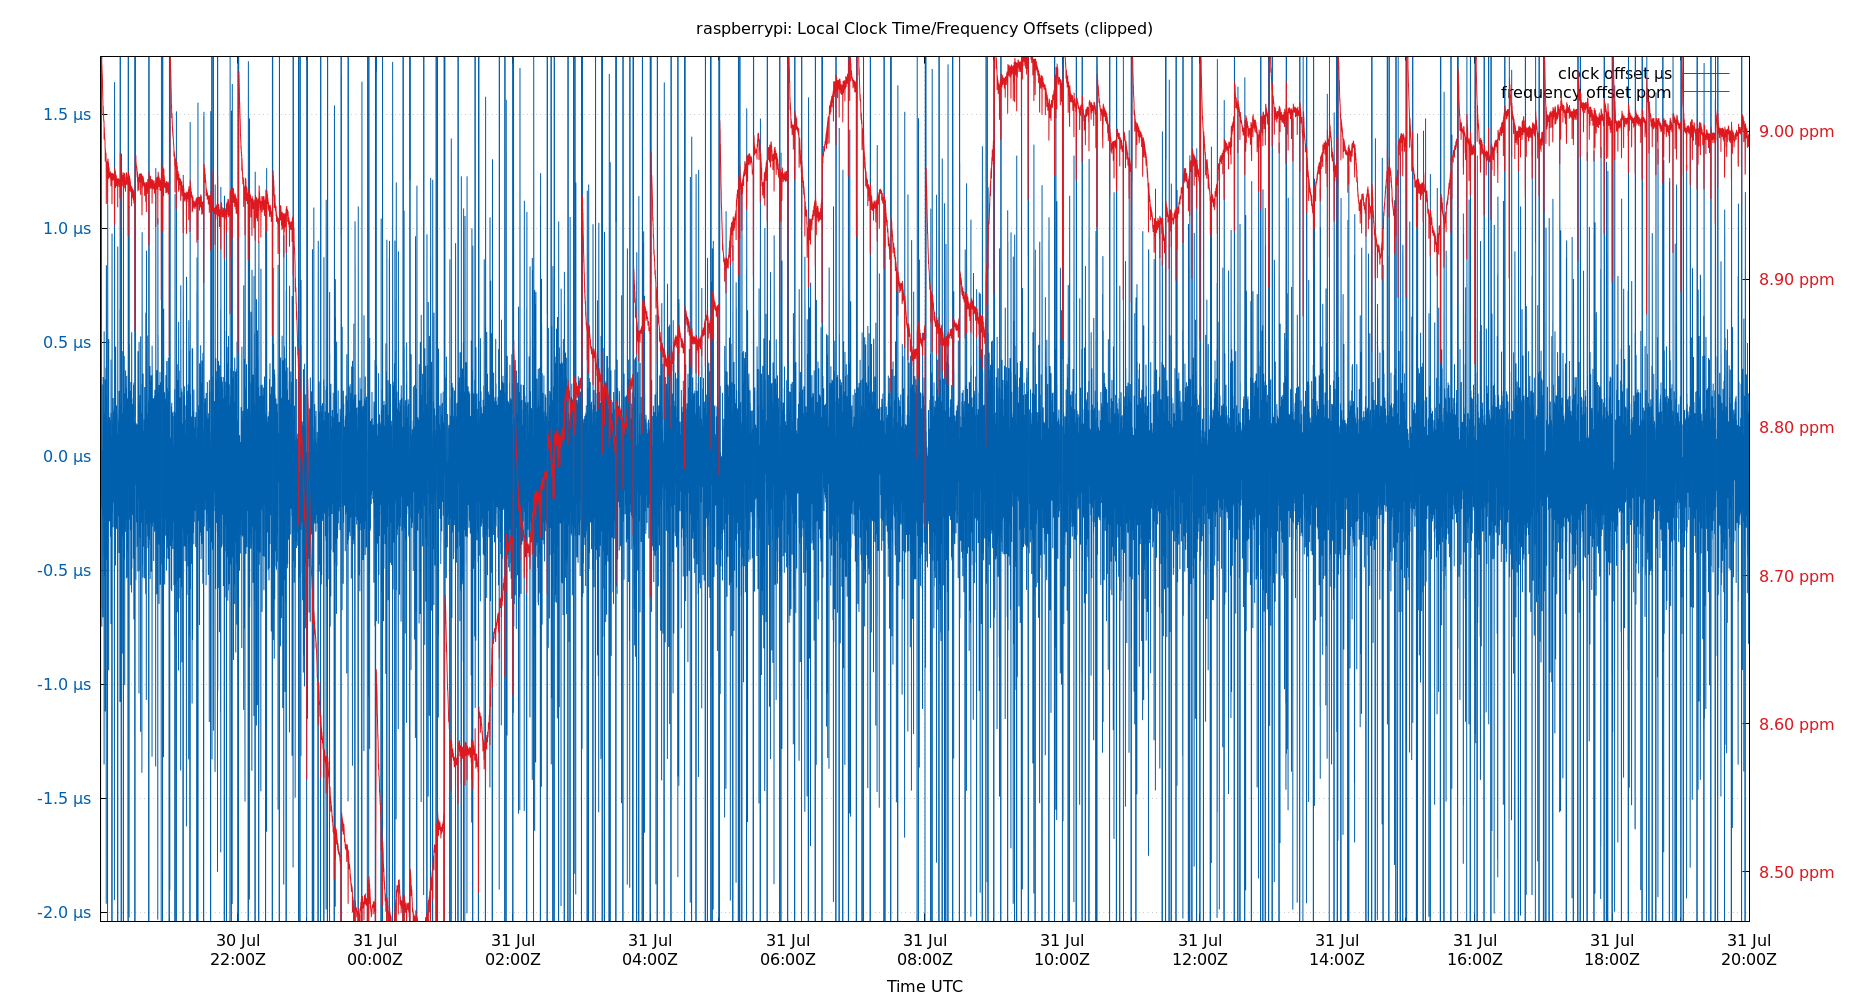 raspberrypi: Local Clock Time/Frequency Offsets (clipped)
clock offset µs
frequency offset ppm
1.5 µs
1.0 µs
0.5 µs
0.0 µs
-0.5 µs
-1.0 µs
-1.5 µs
-2.0 µs
9.00 ppm
8.90 ppm
8.80 ppm
8.70 ppm
8.60 ppm
8.50 ppm
30 Jul
22:00Z
31 Jul
00:00Z
31 Jul
02:00Z
31 Jul
04:00Z
31 Jul
06:00Z
31 Jul
08:00Z
31 Jul
10:00Z
31 Jul
12:00Z
31 Jul
14:00Z
31 Jul
16:00Z
31 Jul
18:00Z
31 Jul
20:00Z
Time UTC